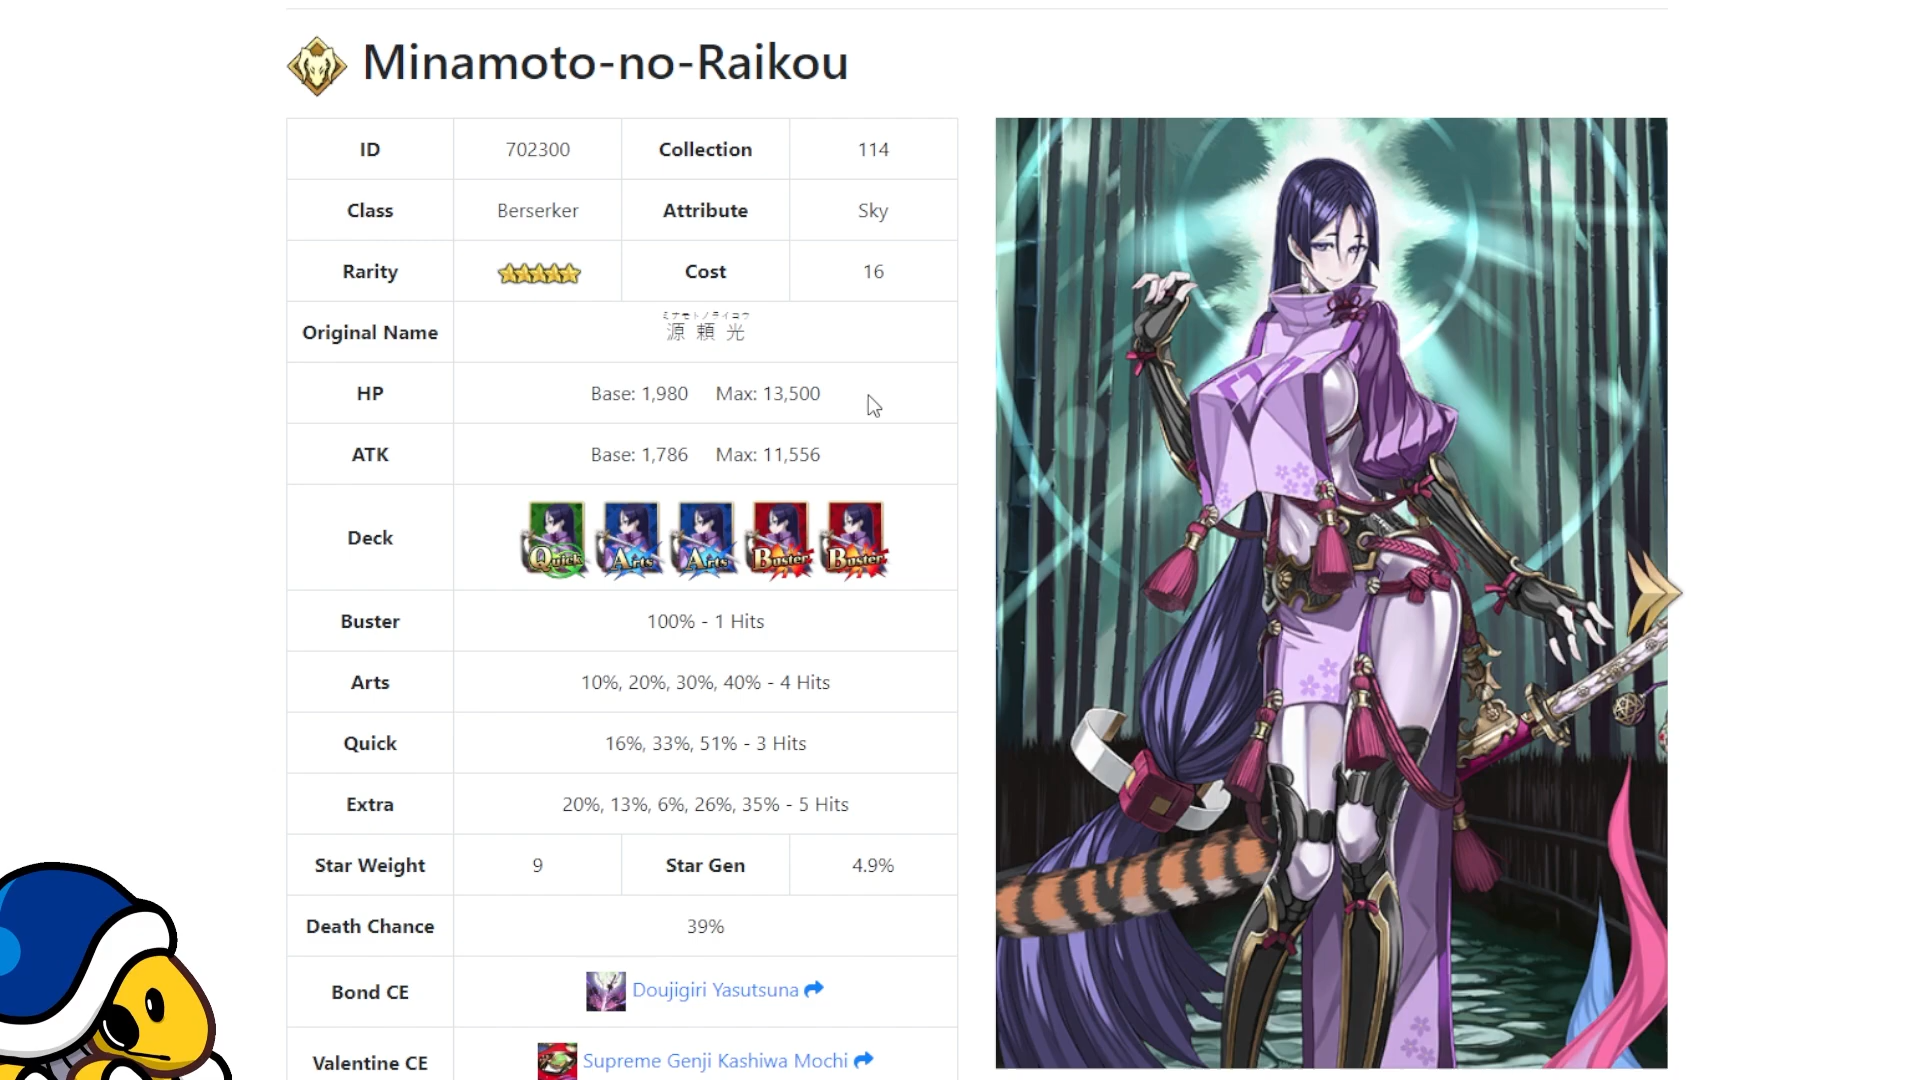 Minamoto-no-Raikou
ID 702300 Collection 114
Class Berserker Attribute Sky
Rarity Cost 16
ミナモトノライコウ
Original Name 源 頼 光
HP Base: 1,980 Max: 13,500
ATK Base: 1,786 Max: 11,556
Deck Quick Arts Arts Buster Buster
Buster 100% - 1 Hits
Arts 10%, 20%, 30%, 40% - 4 Hits
Quick 16%, 33%, 51% - 3 Hits
Extra 20%, 13%, 6%, 26%, 35% - 5 Hits
Star Weight 9 Star Gen 4.9%
Death Chance 39%
Bond CE Doujigiri Yasutsuna
Valentine CE Supreme Genji Kashiwa Mochi